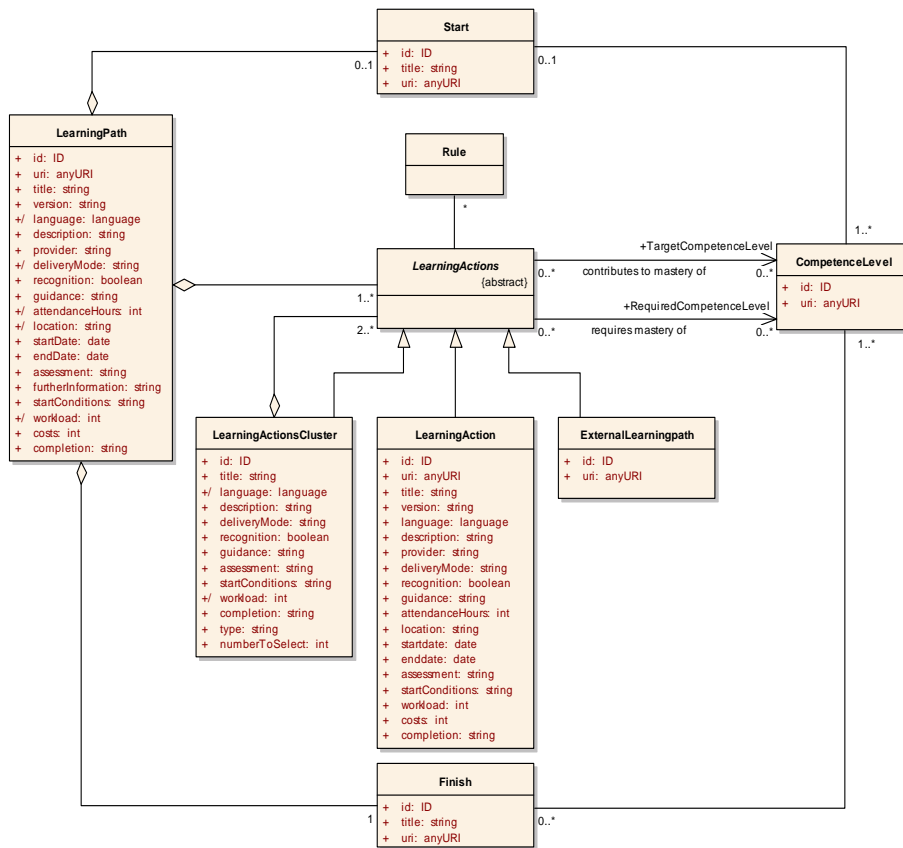 Start
+ id: ID
+ title: string
+ uri: anyURI
0..1
0..1
LearningPath
+ id: ID
+ uri: anyURI
+ title: string
+ version: string
+/ language: language
+ description: string
+ provider: string
+/ deliveryMode: string
+ recognition: boolean
+ guidance: string
+/ attendanceHours: int
+/ location: string
+ startDate: date
+ endDate: date
+ assessment: string
+ furtherInformation: string
+ startConditions: string
+/ workload: int
+ costs: int
+ completion: string
Rule
*
LearningActions
{abstract}
1..*
2..*
+TargetCompetenceLevel
0..*
contributes to mastery of
0..*
+RequiredCompetenceLevel
0..*
requires mastery of
0..*
1..*
CompetenceLevel
+ id: ID
+ uri: anyURI
1..*
LearningActionsCluster
+ id: ID
+ title: string
+/ language: language
+ description: string
+ deliveryMode: string
+ recognition: boolean
+ guidance: string
+ assessment: string
+ startConditions: string
+/ workload: int
+ completion: string
+ type: string
+ numberToSelect: int
LearningAction
+ id: ID
+ uri: anyURI
+ title: string
+ version: string
+ language: language
+ description: string
+ provider: string
+ deliveryMode: string
+ recognition: boolean
+ guidance: string
+ attendanceHours: int
+ location: string
+ startdate: date
+ enddate: date
+ assessment: string
+ startConditions: string
+ workload: int
+ costs: int
+ completion: string
ExternalLearningpath
+ id: ID
+ uri: anyURI
Finish
+ id: ID
+ title: string
+ uri: anyURI
1
0..*